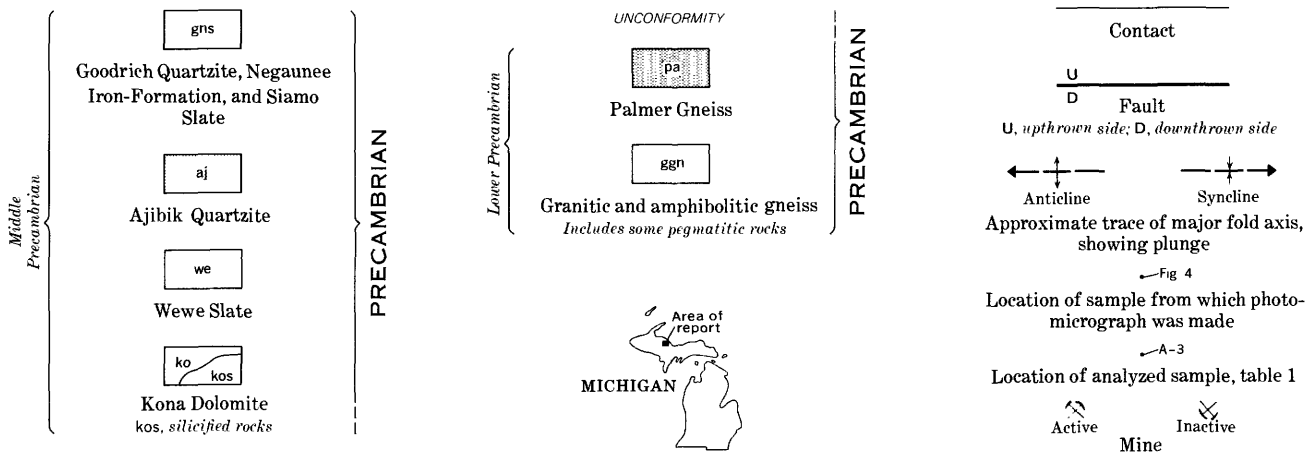 gns
Goodrich Quartzite, Negaunee
Iron-Formation, and Siamo
Slate
aj
Ajibik Quartzite
we
Wewe Slate
ko
kos
Kona Dolomite
kos, silicified rocks
Middle
Precambrian
PRECAMBRIAN
UNCONFORMITY
pa
Palmer Gneiss
ggn
Granitic and amphibolitic gneiss
Includes some pegmatitic rocks
Lower Precambrian
PRECAMBRIAN
Area of
report
MICHIGAN
Contact
U
D
Fault
U, upthrown side; D, downthrown side
Anticline
Syncline
Approximate trace of major fold axis,
showing plunge
Fig 4
Location of sample from which photo-
micrograph was made
A-3
Location of analyzed sample, table 1
Active
Inactive
Mine